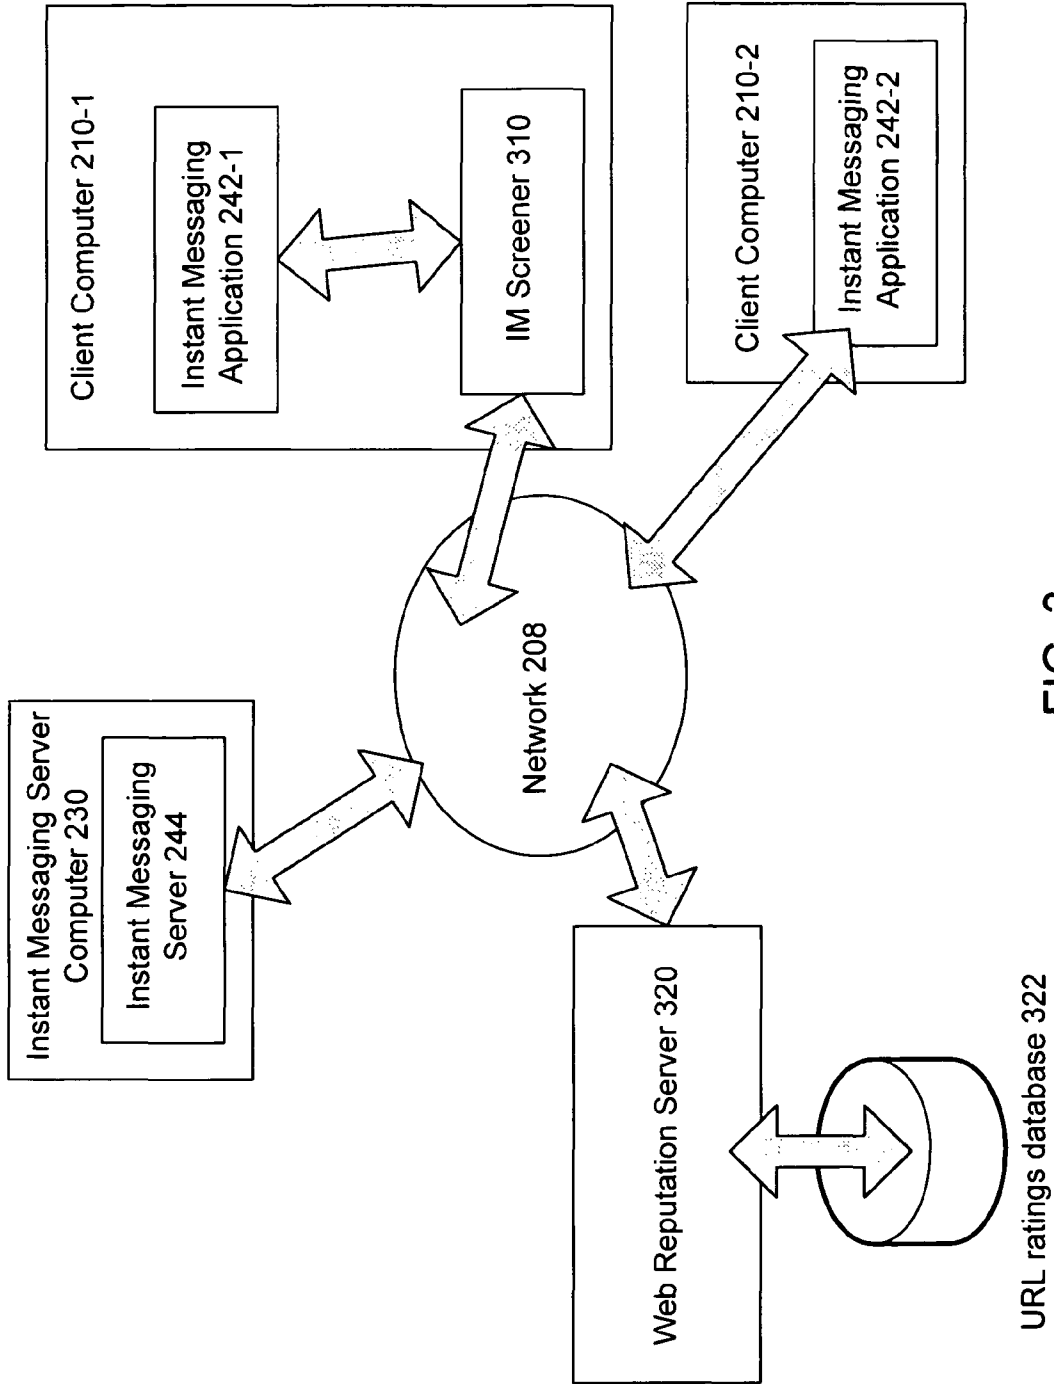 Instant Messaging Server
Computer 230
Instant Messaging
Server 244
Client Computer 210-1
Instant Messaging
Application 242-1
IM Screener 310
Network 208
Web Reputation Server 320
URL ratings database 322
Client Computer 210-2
Instant Messaging
Application 242-2
FIG.